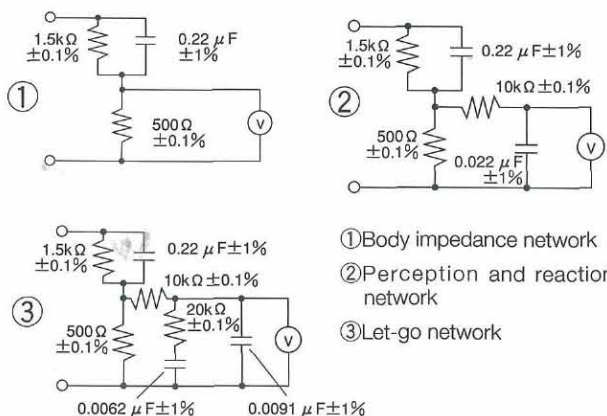 1.5kΩ
±0.1%
0.22 μF
±1%
①
500Ω
±0.1%
V
1.5kΩ
±0.1%
0.22 μF±1%
10kΩ±0.1%
②
500Ω
±0.1%
0.022 μF
±1%
V
1.5kΩ
±0.1%
0.22 μF±1%
10kΩ±0.1%
③
20kΩ
±0.1%
500Ω
±0.1%
V
0.0062 μF±1%
0.0091 μF±1%
①Body impedance network
②Perception and reaction
network
③Let-go network